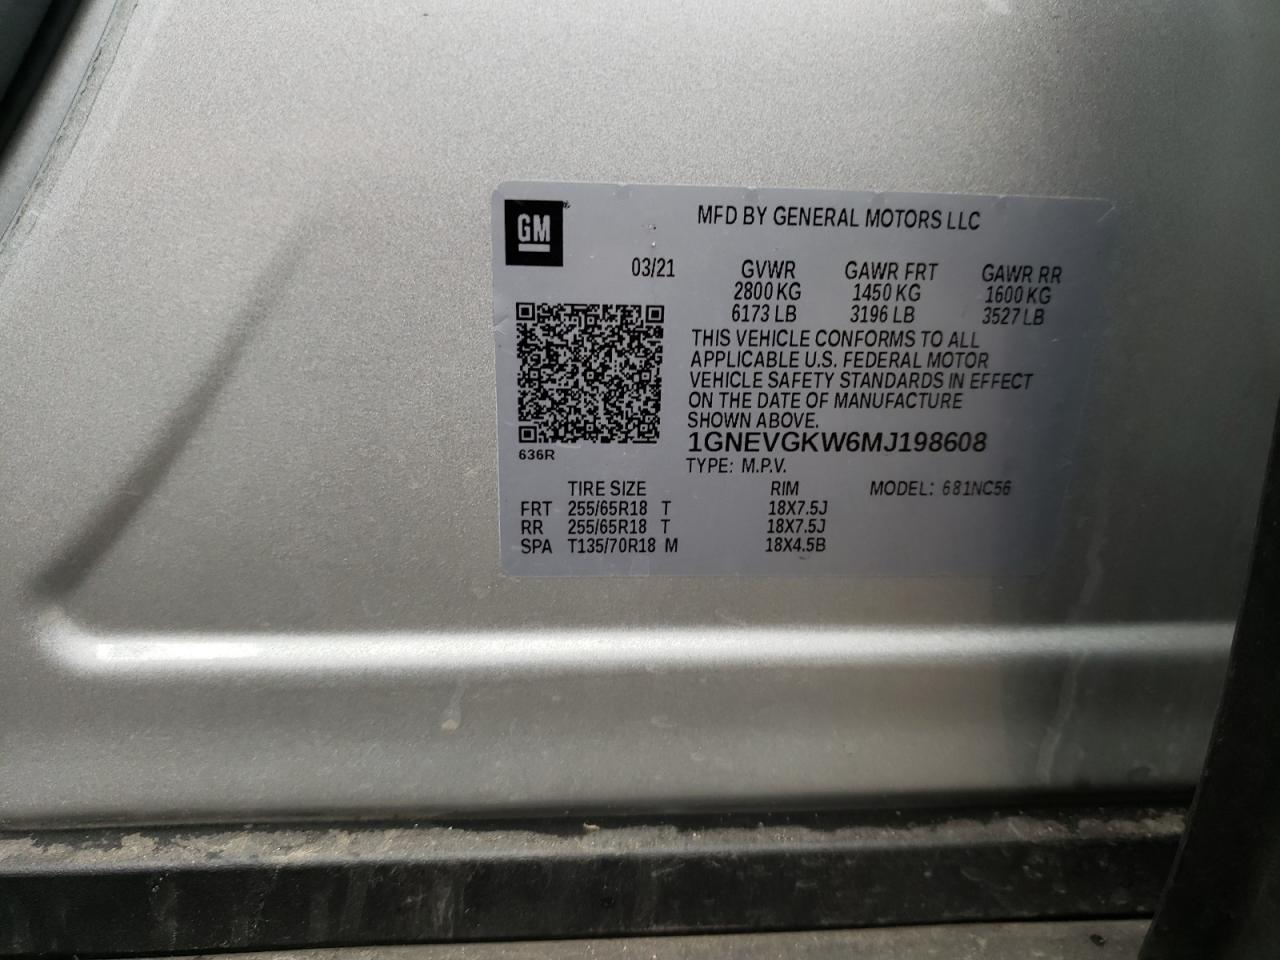 GM
MFD BY GENERAL MOTORS LLC
03/21 GVWR GAWR FRT GAWR RR
2800 KG 1450 KG 1600 KG
6173 LB 3196 LB 3527 LB
THIS VEHICLE CONFORMS TO ALL
APPLICABLE U.S. FEDERAL MOTOR
VEHICLE SAFETY STANDARDS IN EFFECT
ON THE DATE OF MANUFACTURE
SHOWN ABOVE.
1GNEVGKW6MJ198608
636R
TYPE: M.P.V.
TIRE SIZE RIM MODEL: 681NC56
FRT 255/65R18 T 18X7.5J
RR 255/65R18 T 18X7.5J
SPA T135/70R18 M 18X4.5B